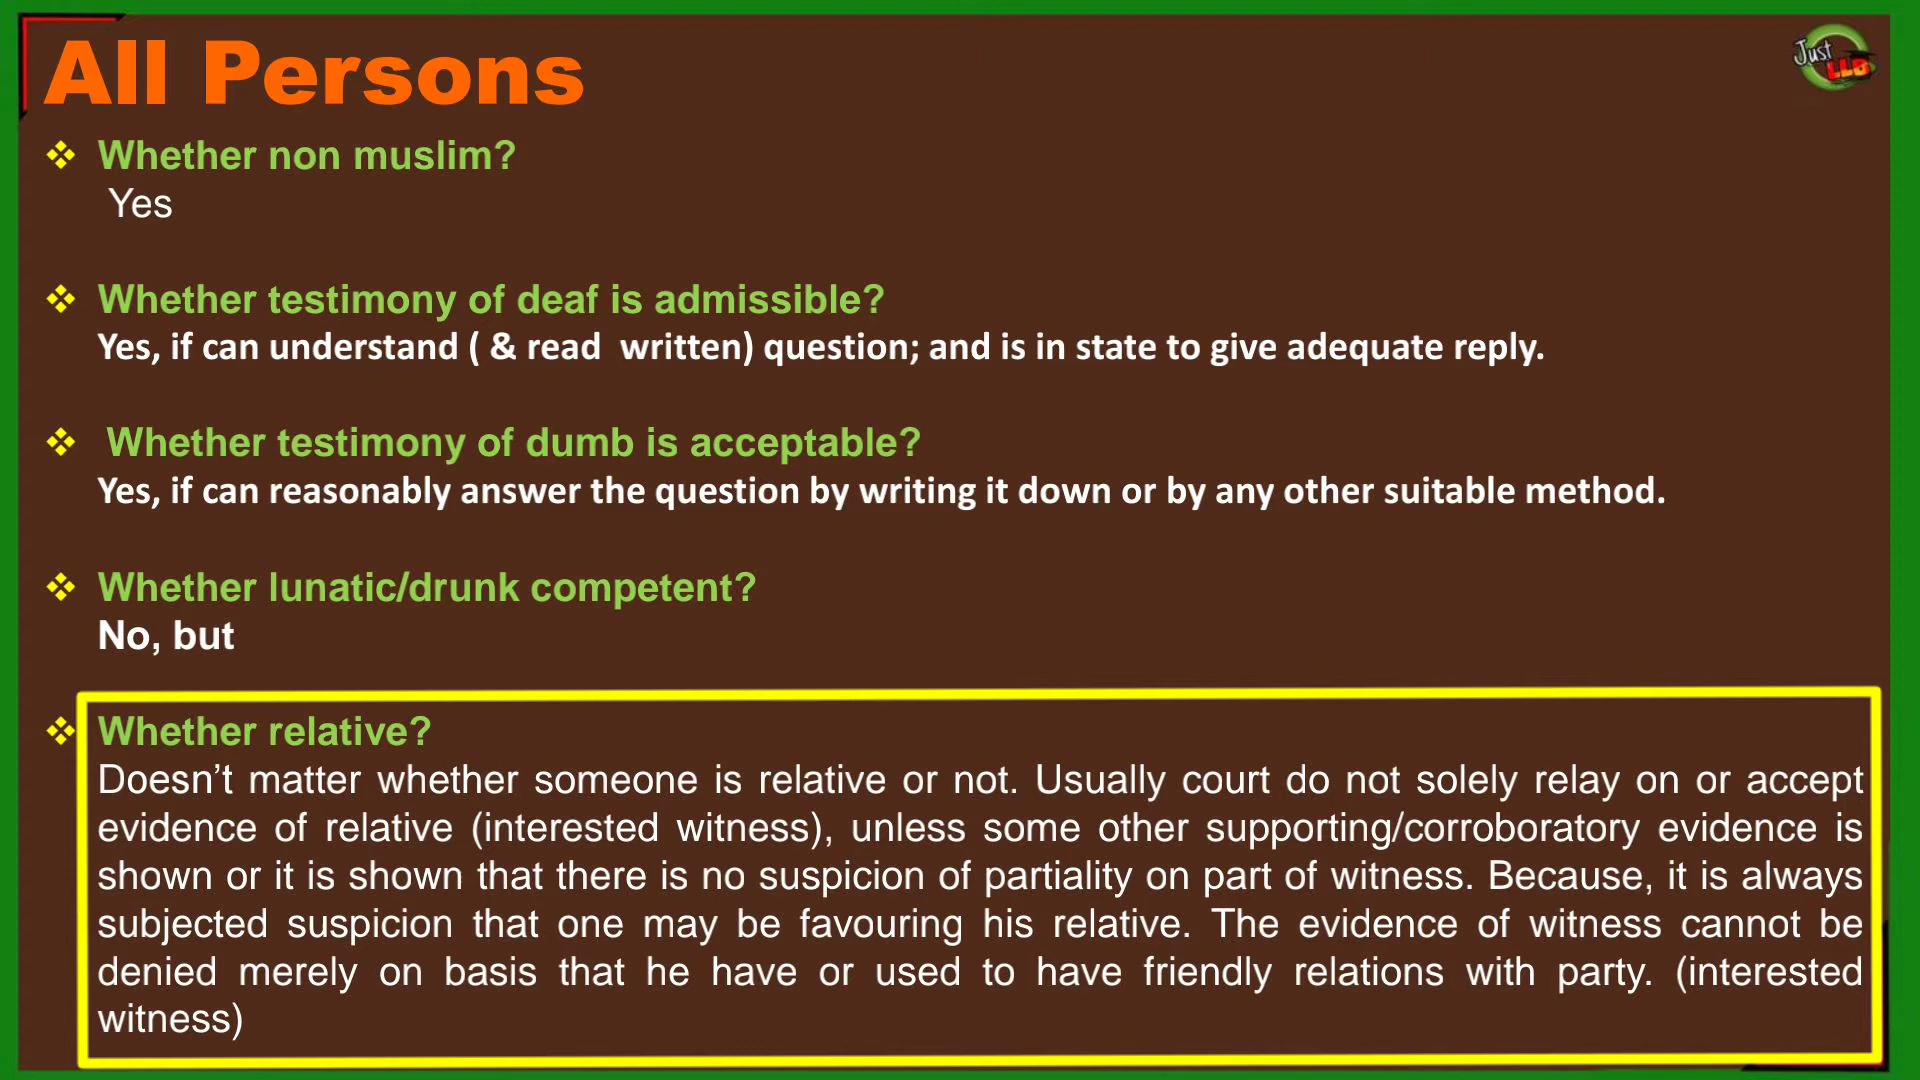 All Persons
Just
LLB
Whether non muslim?
Yes
Whether testimony of deaf is admissible?
Yes, if can understand ( & read written) question; and is in state to give adequate reply.
Whether testimony of dumb is acceptable?
Yes, if can reasonably answer the question by writing it down or by any other suitable method.
Whether lunatic/drunk competent?
No, but
Whether relative?
Doesn’t matter whether someone is relative or not. Usually court do not solely relay on or accept
evidence of relative (interested witness), unless some other supporting/corroboratory evidence is
shown or it is shown that there is no suspicion of partiality on part of witness. Because, it is always
subjected suspicion that one may be favouring his relative. The evidence of witness cannot be
denied merely on basis that he have or used to have friendly relations with party. (interested
witness)